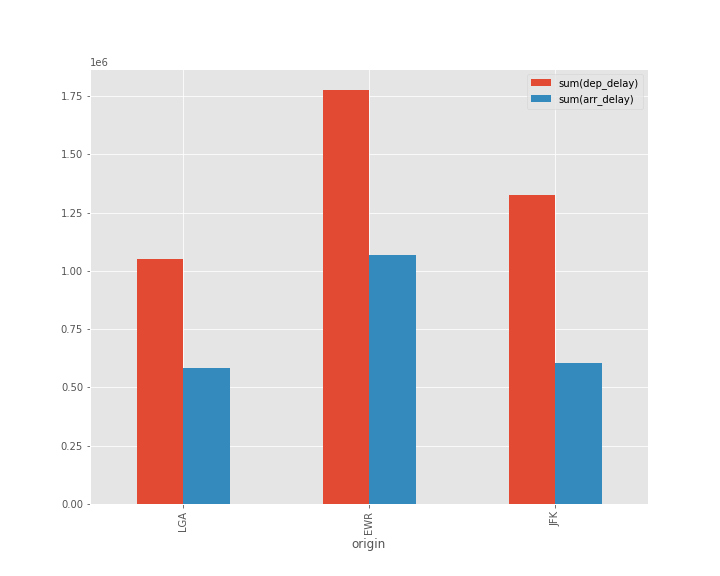 1e6
sum(dep_delay)
sum(arr_delay)
1.75
1.50
1.25
1.00
0.75
0.50
0.25
0.00
LGA
EWR
JFK
origin